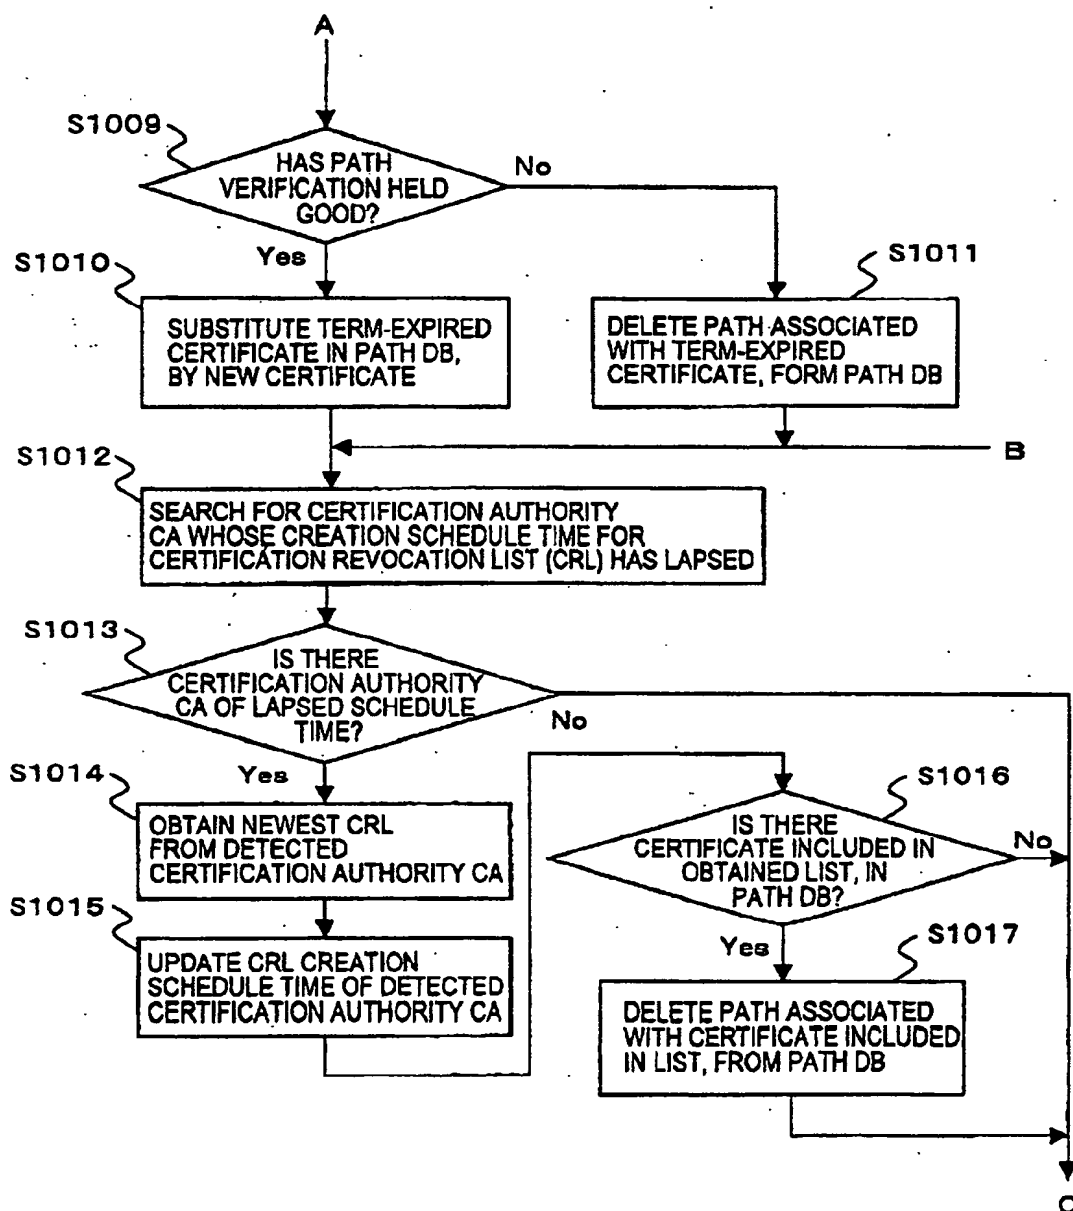 A
S1009
HAS PATH
VERIFICATION HELD
GOOD?
No
Yes
S1010
SUBSTITUTE TERM-EXPIRED
CERTIFICATE IN PATH DB,
BY NEW CERTIFICATE
S1011
DELETE PATH ASSOCIATED
WITH TERM-EXPIRED
CERTIFICATE, FORM PATH DB
B
S1012
SEARCH FOR CERTIFICATION AUTHORITY
CA WHOSE CREATION SCHEDULE TIME FOR
CERTIFICATION REVOCATION LIST (CRL) HAS LAPSED
S1013
IS THERE
CERTIFICATION AUTHORITY
CA OF LAPSED SCHEDULE
TIME?
No
Yes
S1014
OBTAIN NEWEST CRL
FROM DETECTED
CERTIFICATION AUTHORITY CA
S1015
UPDATE CRL CREATION
SCHEDULE TIME OF DETECTED
CERTIFICATION AUTHORITY CA
S1016
IS THERE
CERTIFICATE INCLUDED IN
OBTAINED LIST, IN
PATH DB?
No
Yes
S1017
DELETE PATH ASSOCIATED
WITH CERTIFICATE INCLUDED
IN LIST, FROM PATH DB
C